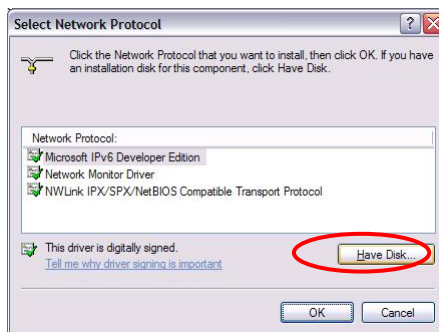 Select Network Protocol
Click the Network Protocol that you want to install, then click OK. If you have
an installation disk for this component, click Have Disk.
Network Protocol:
Microsoft IPv6 Developer Edition
Network Monitor Driver
NWLink IPX/SPX/NetBIOS Compatible Transport Protocol
This driver is digitally signed.
Tell me why driver signing is important
Have Disk...
OK Cancel